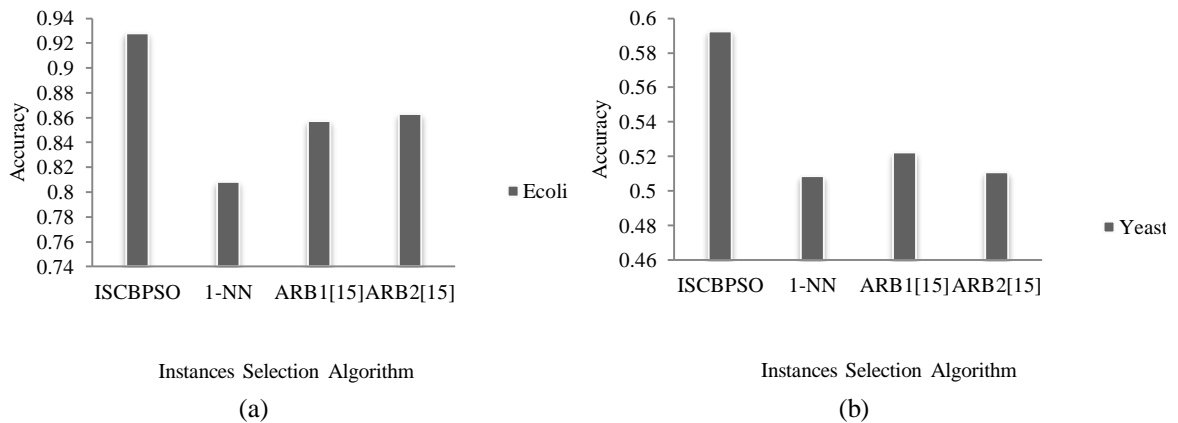 0.94
0.92
0.9
0.88
0.86
0.84
0.82
0.8
0.78
0.76
0.74
Accuracy
ISCBPSO 1-NN ARB1[15] ARB2[15]
Ecoli
Instances Selection Algorithm
(a)
0.6
0.58
0.56
0.54
0.52
0.5
0.48
0.46
Accuracy
ISCBPSO 1-NN ARB1[15] ARB2[15]
Yeast
Instances Selection Algorithm
(b)